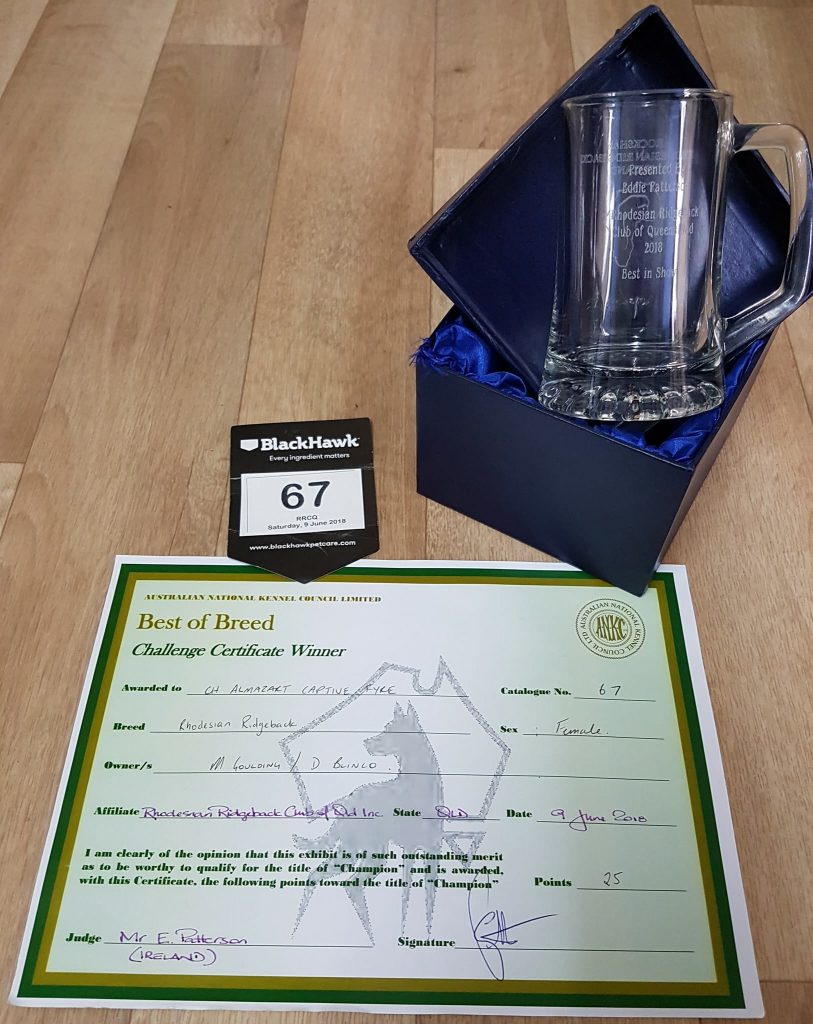 Presented by
Eddie Patterson
Rhodesian Ridgeback
Club of Queensland
2018
Best in Show
BlackHawk
Every ingredient matters
67
RRCQ
Saturday, 9 June 2018
www.blackhawkpetcare.com
AUSTRALIAN NATIONAL KENNEL COUNCIL LIMITED
Best of Breed
Challenge Certificate Winner
AUSTRALIAN NATIONAL KENNEL COUNCIL LTD
ANKC
Awarded to CH ALMAZART CAPTIVE FYRE Catalogue No. 67
Breed Rhodesian Ridgeback Sex : Female.
Owner/s M GOULDING / D BLINCO.
Affiliate Rhodesian Ridgeback Club of Qld Inc. State QLD Date 9 June 2018
I am clearly of the opinion that this exhibit is of such outstanding merit
as to be worthy to qualify for the title of "Champion" and is awarded,
with this Certificate, the following points toward the title of "Champion" Points 25
Judge Mr E. Patterson Signature
(IRELAND)